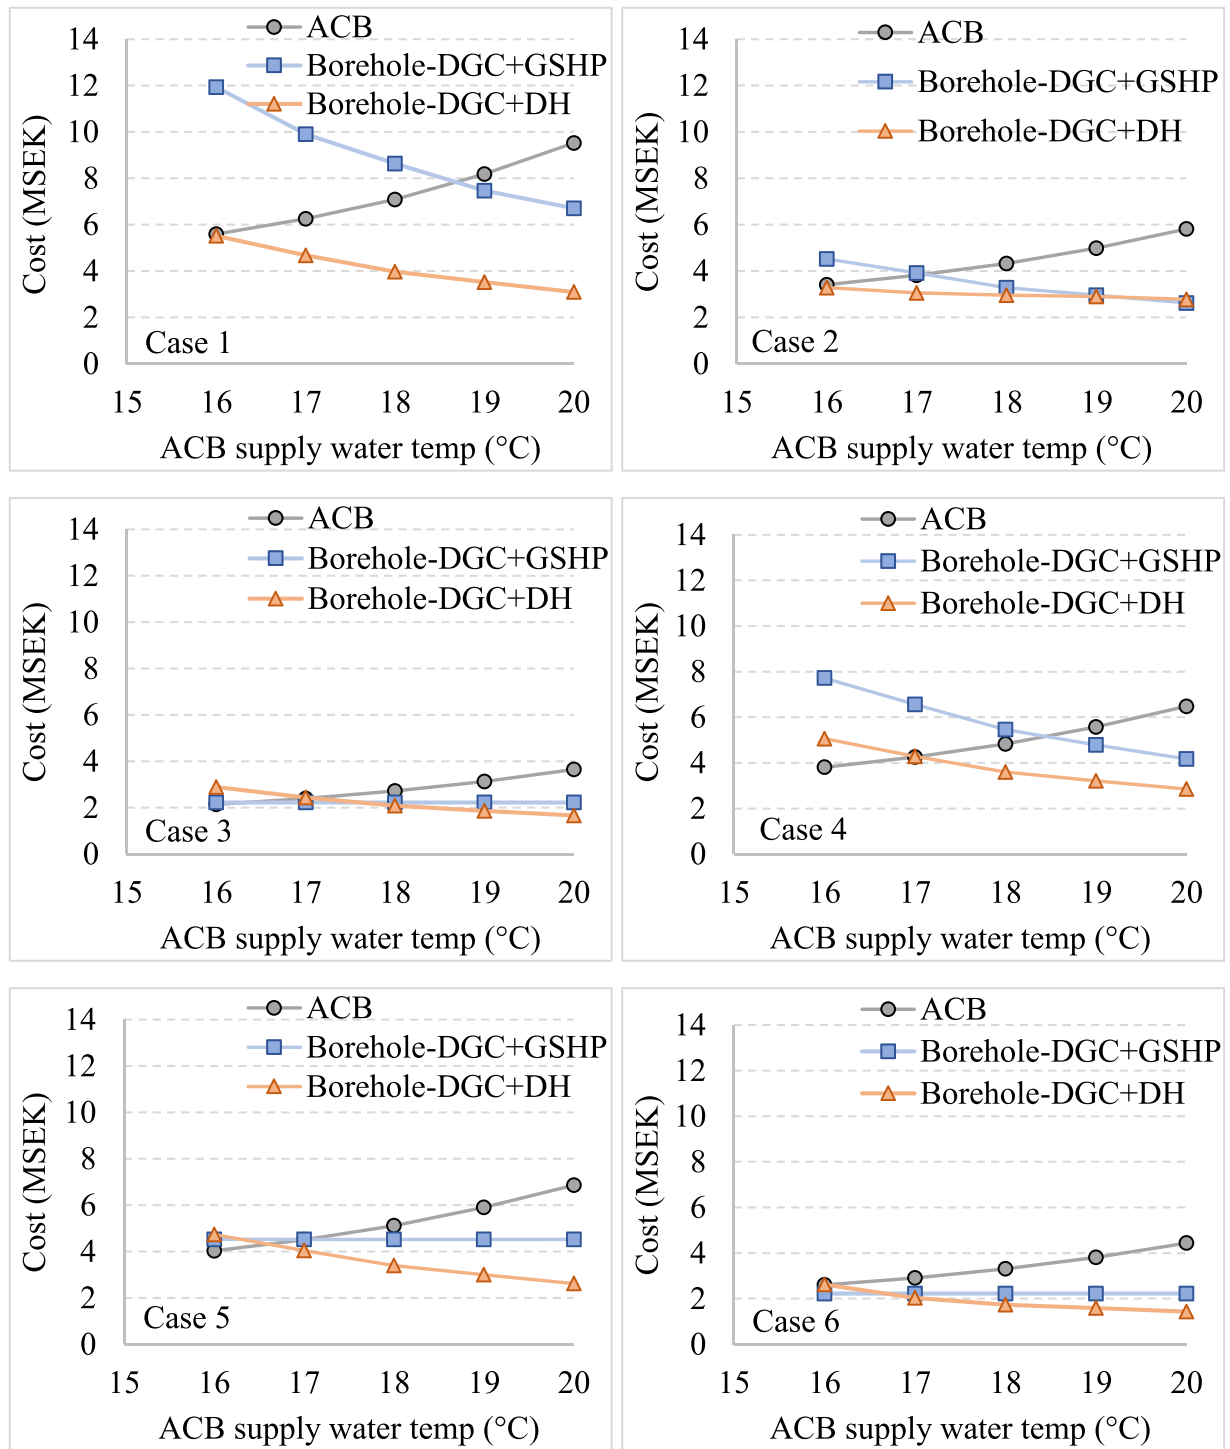 ACB
Borehole-DGC+GSHP
Borehole-DGC+DH
14
12
10
8
6
4
2
0
Cost (MSEK)
Case 1
15 16 17 18 19 20
ACB supply water temp (°C)
ACB
Borehole-DGC+GSHP
Borehole-DGC+DH
14
12
10
8
6
4
2
0
Cost (MSEK)
Case 2
15 16 17 18 19 20
ACB supply water temp (°C)
ACB
Borehole-DGC+GSHP
Borehole-DGC+DH
14
12
10
8
6
4
2
0
Cost (MSEK)
Case 3
15 16 17 18 19 20
ACB supply water temp (°C)
ACB
Borehole-DGC+GSHP
Borehole-DGC+DH
14
12
10
8
6
4
2
0
Cost (MSEK)
Case 4
15 16 17 18 19 20
ACB supply water temp (°C)
ACB
Borehole-DGC+GSHP
Borehole-DGC+DH
14
12
10
8
6
4
2
0
Cost (MSEK)
Case 5
15 16 17 18 19 20
ACB supply water temp (°C)
ACB
Borehole-DGC+GSHP
Borehole-DGC+DH
14
12
10
8
6
4
2
0
Cost (MSEK)
Case 6
15 16 17 18 19 20
ACB supply water temp (°C)